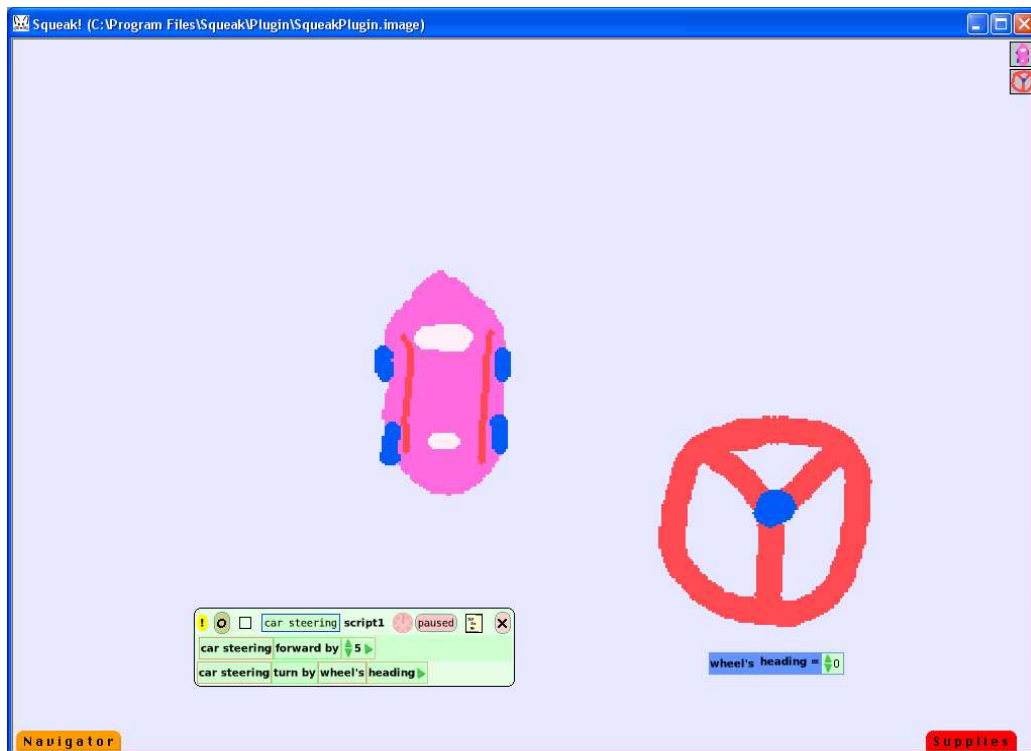 Squeak! (C:\Program Files\Squeak\Plugin\SqueakPlugin.image)
! car steering script1 paused
car steering forward by 5
car steering turn by wheel's heading
wheel's heading = 0
Navigator
Supplies